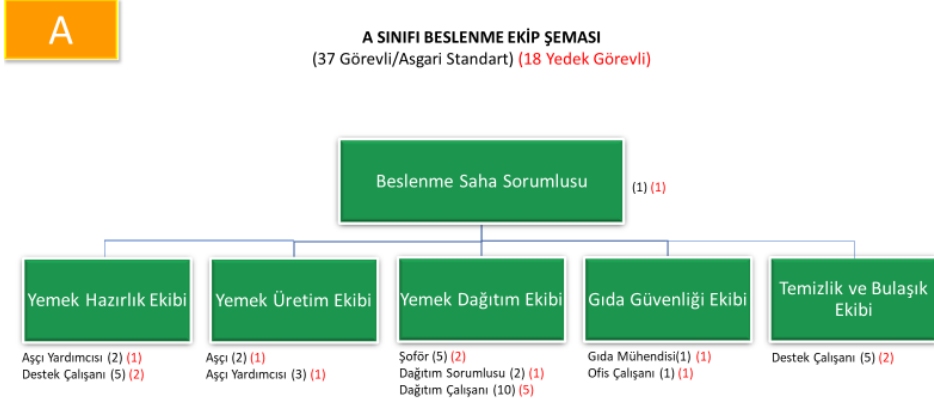 A
A SINIFI BESLENME EKİP ŞEMASI
(37 Görevli/Asgari Standart) (18 Yedek Görevli)
Beslenme Saha Sorumlusu
(1) (1)
Yemek Hazırlık Ekibi
Aşçı Yardımcısı (2) (1)
Destek Çalışanı (5) (2)
Yemek Üretim Ekibi
Aşçı (2) (1)
Aşçı Yardımcısı (3) (1)
Yemek Dağıtım Ekibi
Şoför (5) (2)
Dağıtım Sorumlusu (2) (1)
Dağıtım Çalışanı (10) (5)
Gıda Güvenliği Ekibi
Gıda Mühendisi(1) (1)
Ofis Çalışanı (1) (1)
Temizlik ve Bulaşık
Ekibi
Destek Çalışanı (5) (2)